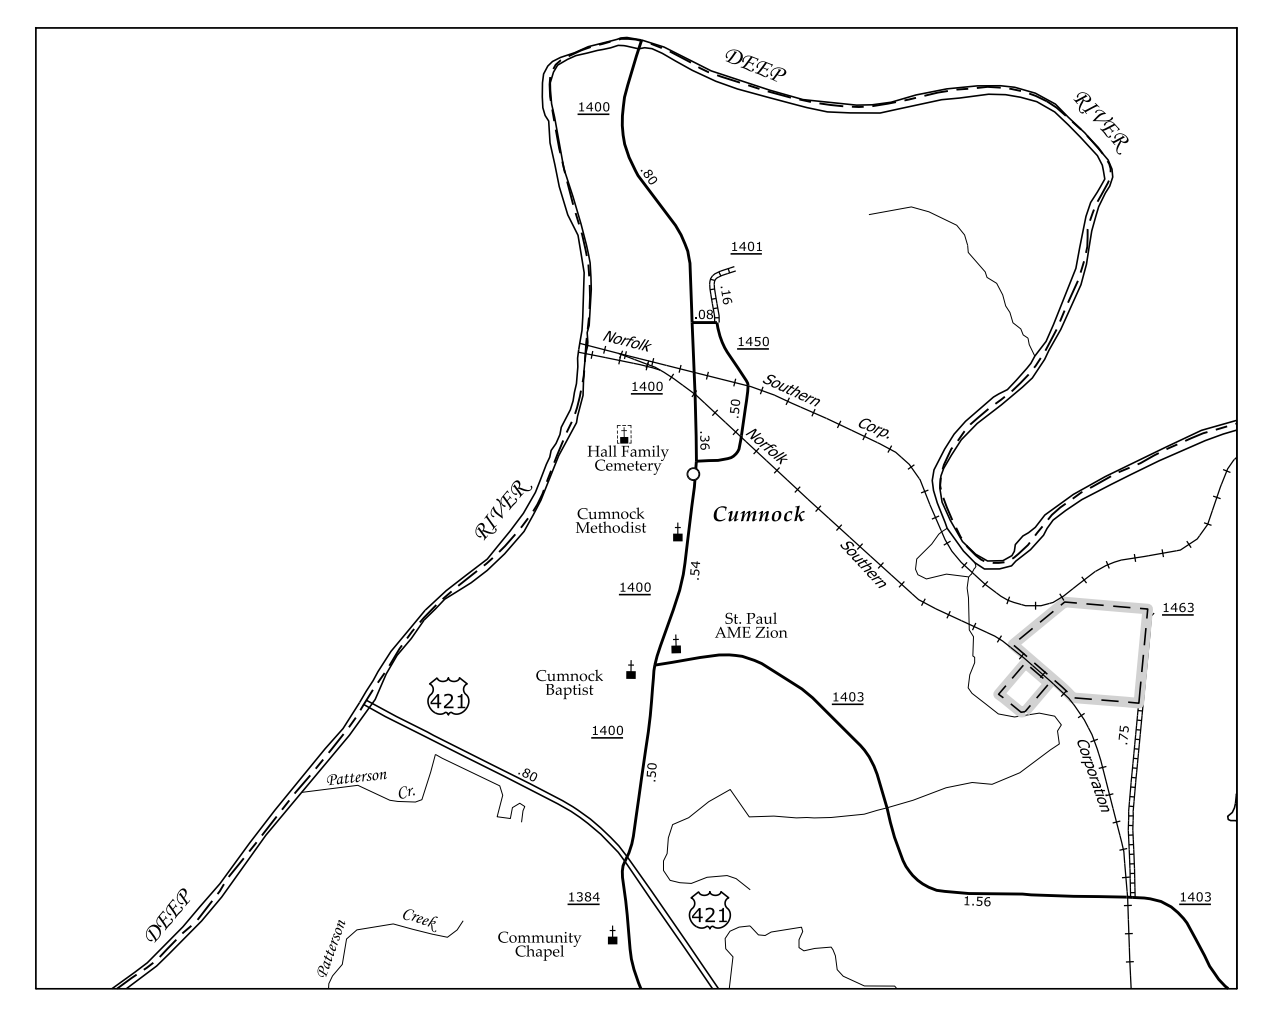 DEEP
RIVER
1400
.80
1401
.16
.08
Norfolk
1450
1400
Southern
.50
Corp.
.36
Norfolk
Hall Family
Cemetery
RIVER
Cumnock
Methodist
Cumnock
.54
Southern
1400
1463
St. Paul
AME Zion
Cumnock
Baptist
421
1403
1400
.75
Corporation
.50
.80
Patterson
Cr.
1384
421
1.56
1403
DEEP
Creek
Patterson
Community
Chapel